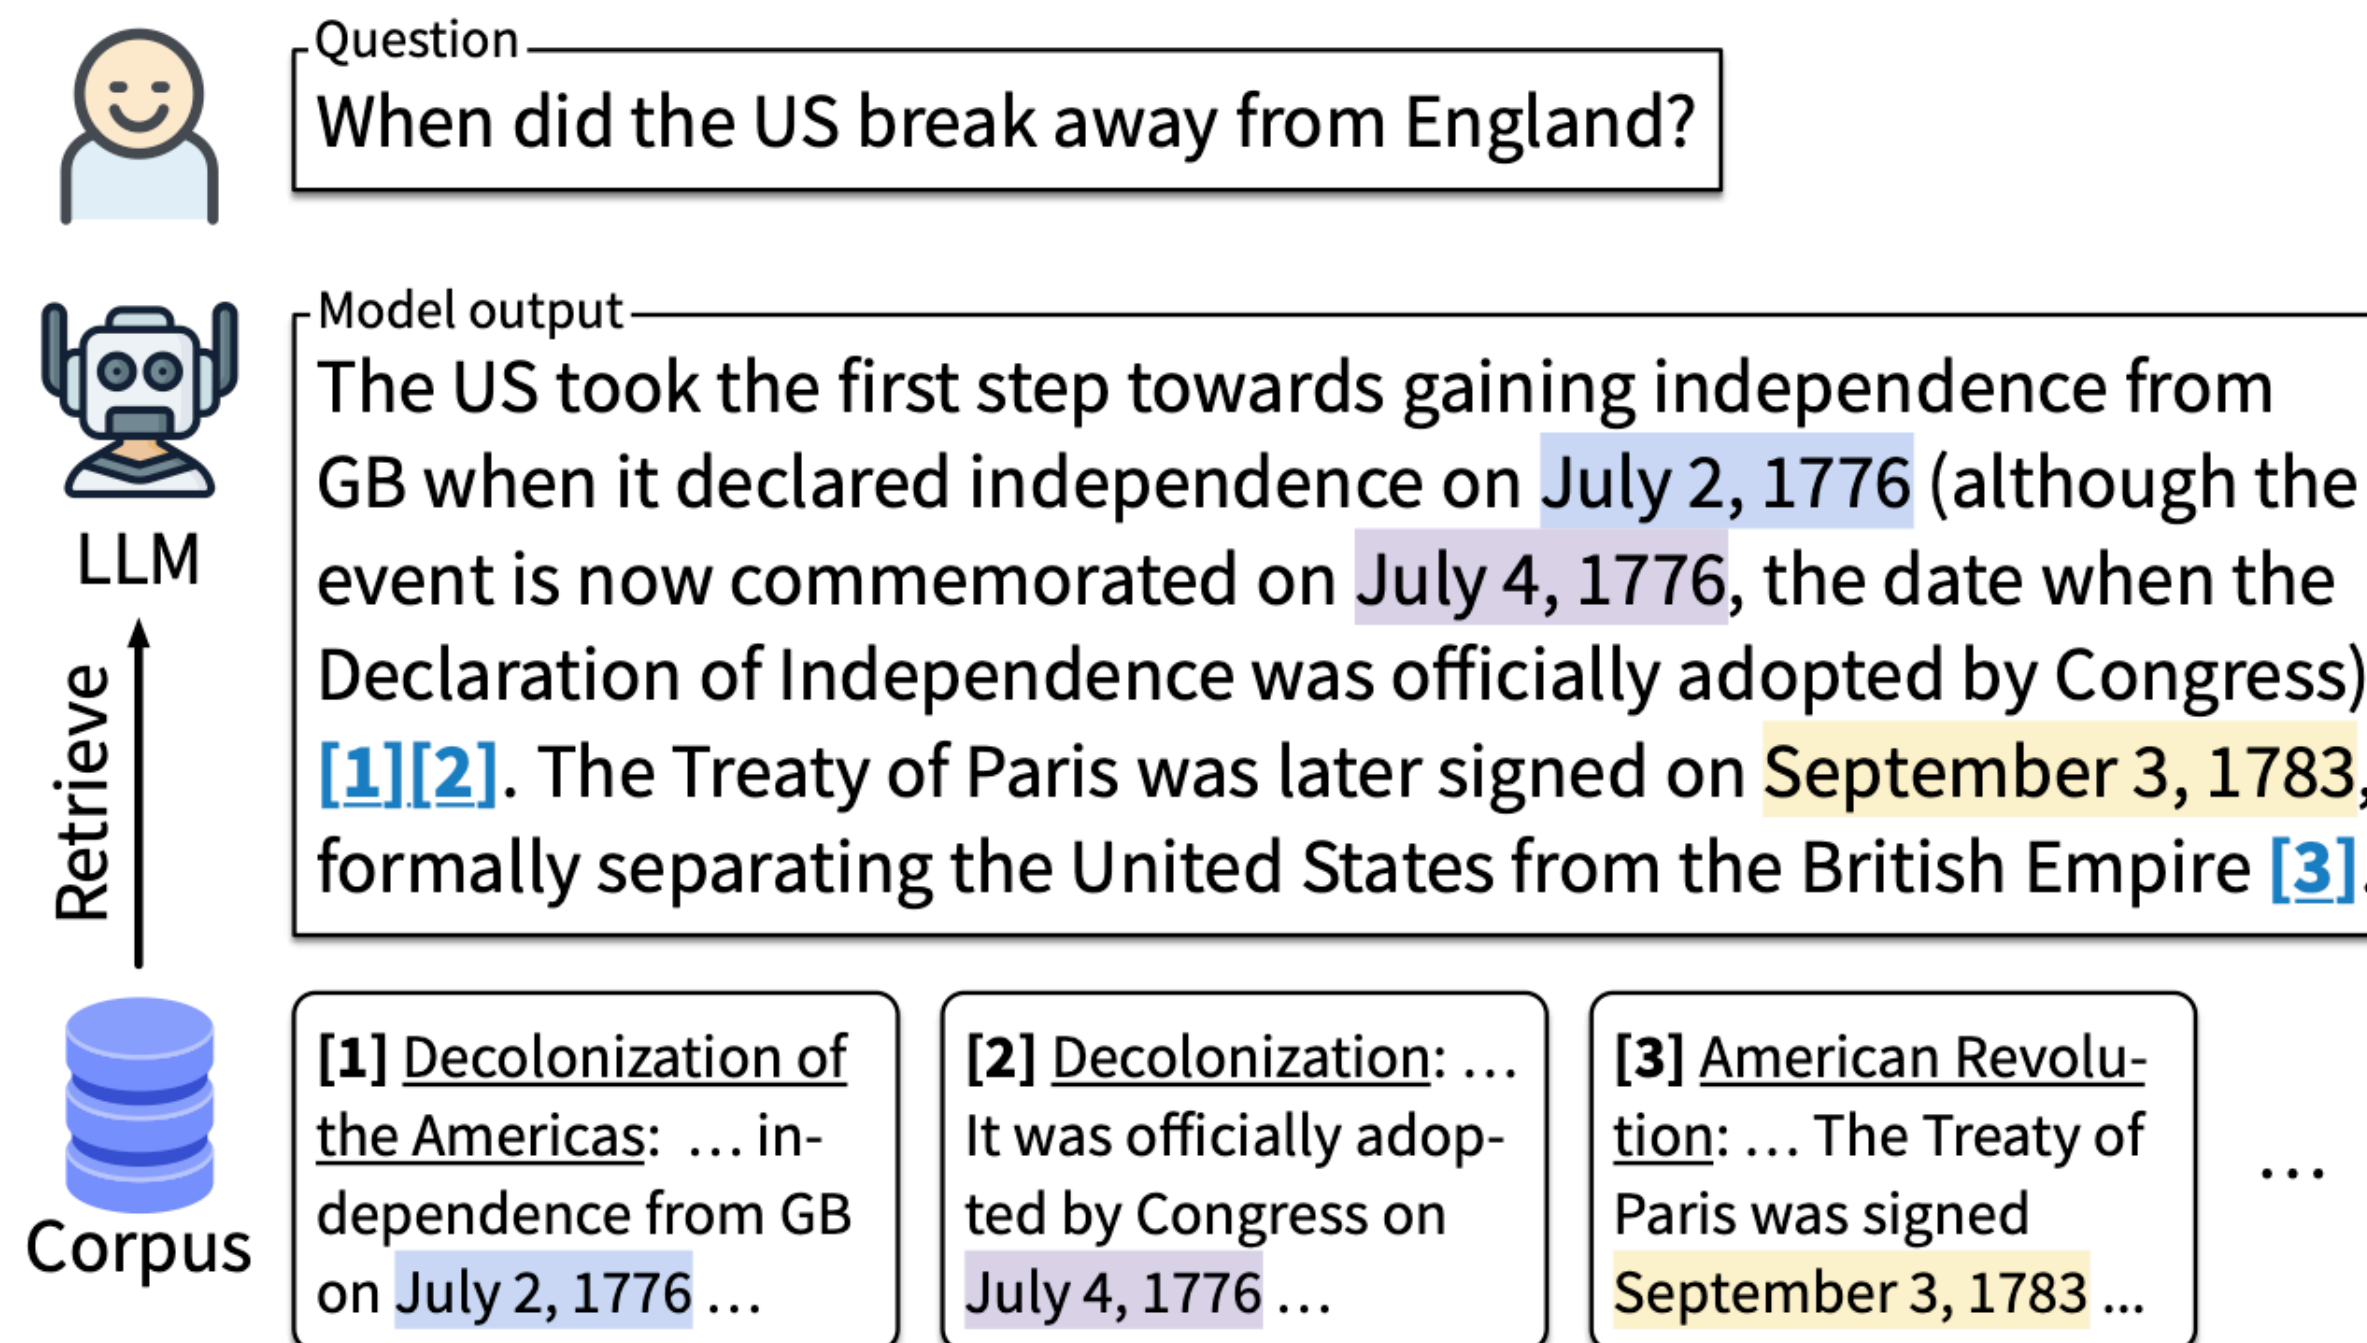 Question
When did the US break away from England?
Model output
The US took the first step towards gaining independence from
GB when it declared independence on July 2, 1776 (although the
event is now commemorated on July 4, 1776, the date when the
Declaration of Independence was officially adopted by Congress)
[1][2]. The Treaty of Paris was later signed on September 3, 1783,
formally separating the United States from the British Empire [3].
LLM
Retrieve
Corpus
[1] Decolonization of
the Americas: … in-
dependence from GB
on July 2, 1776 …
[2] Decolonization: …
It was officially adop-
ted by Congress on
July 4, 1776 …
[3] American Revolu-
tion: … The Treaty of
Paris was signed
September 3, 1783 ...
…